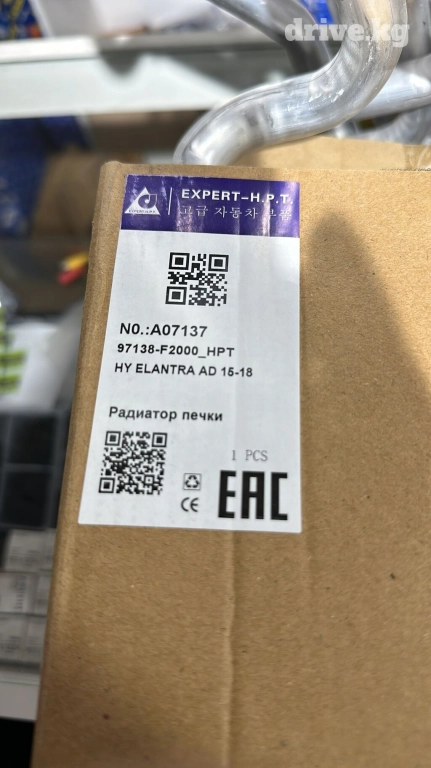 drive.kg
EXPERT-H.P.T.
고급 자동차 부품
N0.:A07137
97138-F2000_HPT
HY ELANTRA AD 15-18
Радиатор печки
1 PCS
CE
EAC